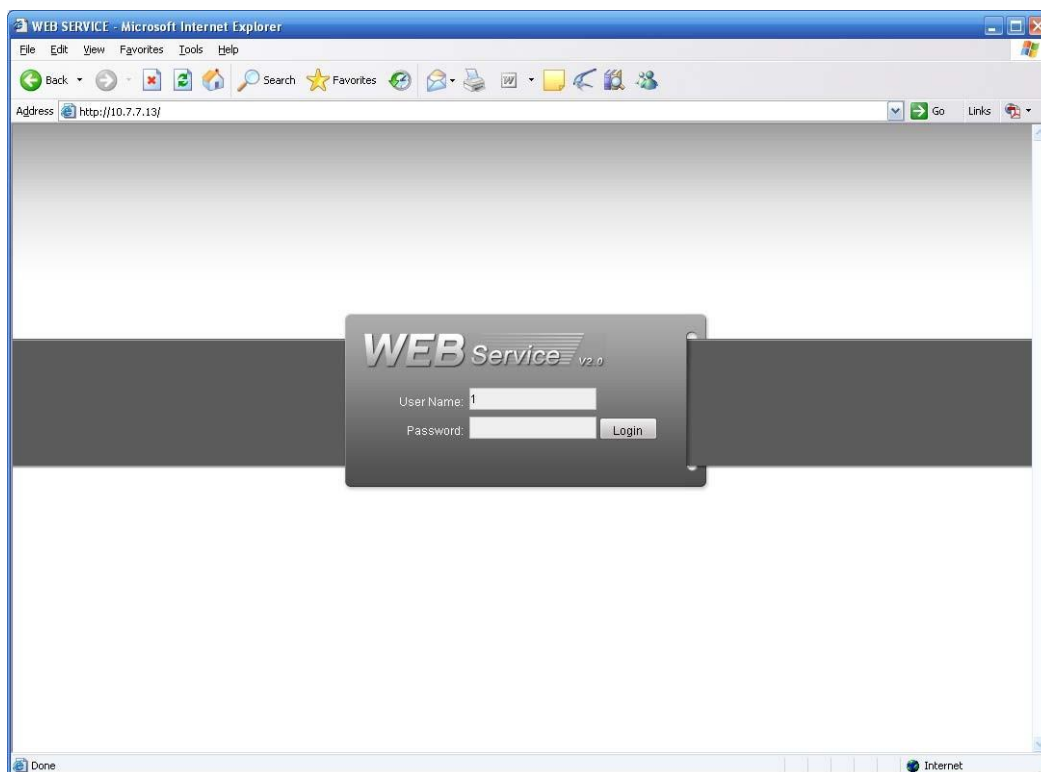 WEB SERVICE - Microsoft Internet Explorer
File Edit View Favorites Tools Help
Back Search Favorites
Address http://10.7.7.13/ Go Links
WEB Service V2.0
User Name: 1
Password: Login
Done Internet